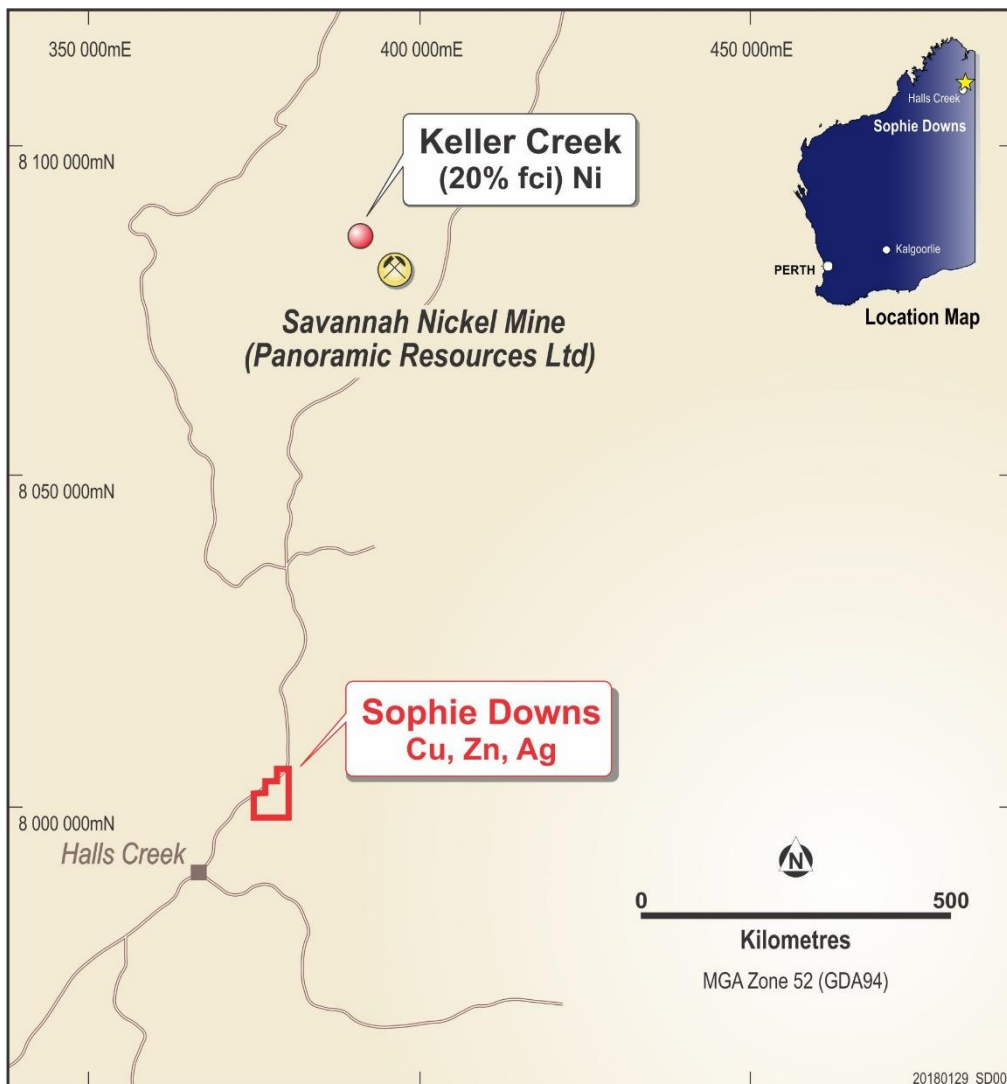 350 000mE
400 000mE
450 000mE
Halls Creek
Sophie Downs
Kalgoorlie
PERTH
Location Map
8 100 000mN
Keller Creek
(20% fci) Ni
Savannah Nickel Mine
(Panoramic Resources Ltd)
8 050 000mN
Sophie Downs
Cu, Zn, Ag
8 000 000mN
Halls Creek
N
0 500
Kilometres
MGA Zone 52 (GDA94)
20180129_SD00